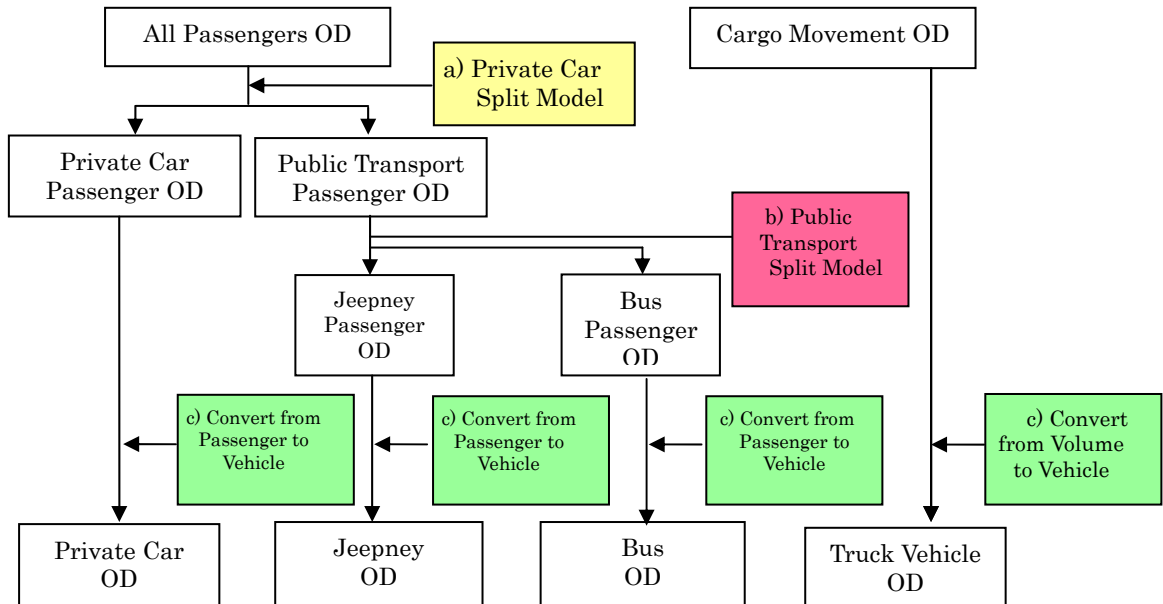 All Passengers OD
Cargo Movement OD
a) Private Car
Split Model
Private Car
Passenger OD
Public Transport
Passenger OD
b) Public
Transport
Split Model
Jeepney
Passenger
OD
Bus
Passenger
OD
c) Convert from
Passenger to
Vehicle
c) Convert from
Passenger to
Vehicle
c) Convert from
Passenger to
Vehicle
c) Convert
from Volume
to Vehicle
Private Car
OD
Jeepney
OD
Bus
OD
Truck Vehicle
OD